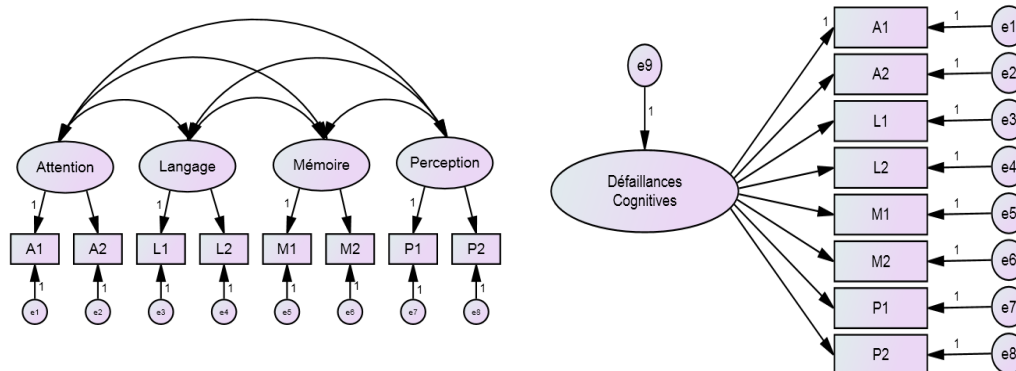 Attention
Langage
Mémoire
Perception
1
1
1
1
A1
A2
L1
L2
M1
M2
P1
P2
1
1
1
1
1
1
1
1
e1
e2
e3
e4
e5
e6
e7
e8
e9
1
Défaillances
Cognitives
1
A1
1
e1
A2
1
e2
L1
1
e3
L2
1
e4
M1
1
e5
M2
1
e6
P1
1
e7
P2
1
e8